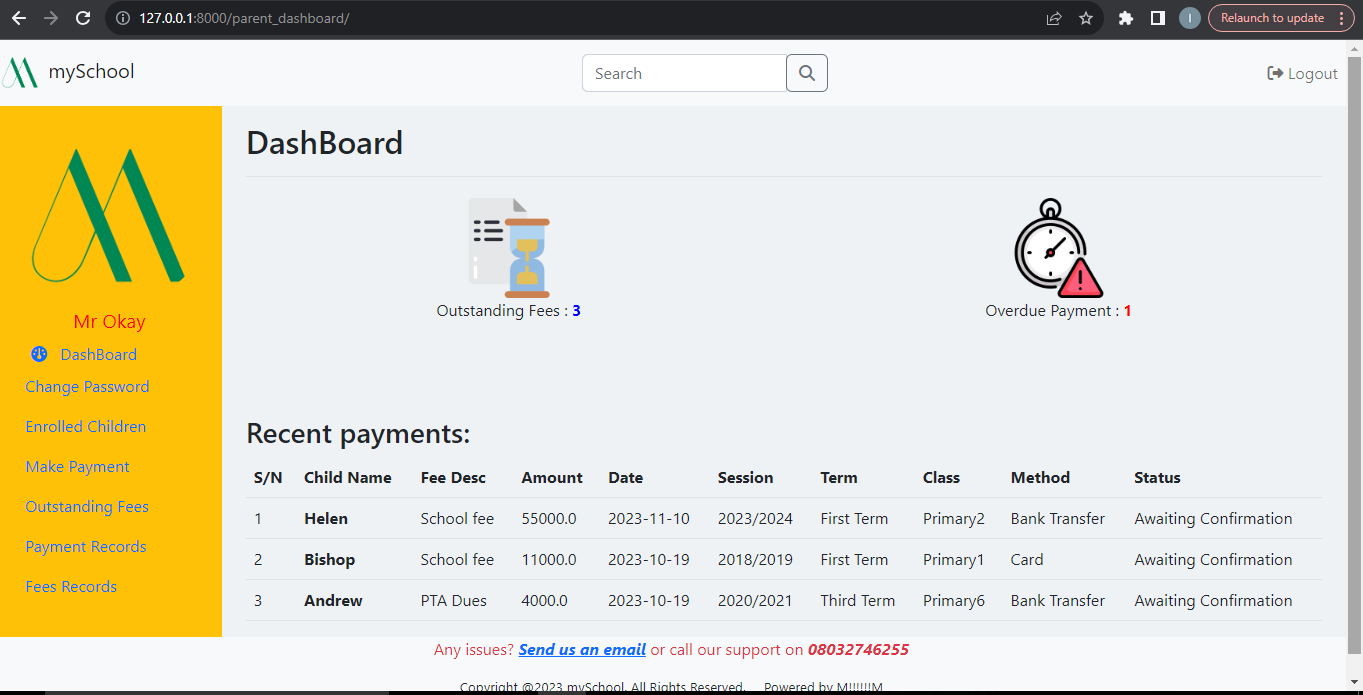 127.0.0.1:8000/parent_dashboard/
I
Relaunch to update
mySchool
Search
Logout
DashBoard
Outstanding Fees : 3
Overdue Payment : 1
Mr Okay
DashBoard
Change Password
Enrolled Children
Make Payment
Outstanding Fees
Payment Records
Fees Records
Recent payments:
S/N Child Name Fee Desc Amount Date Session Term Class Method Status
1 Helen School fee 55000.0 2023-11-10 2023/2024 First Term Primary2 Bank Transfer Awaiting Confirmation
2 Bishop School fee 11000.0 2023-10-19 2018/2019 First Term Primary1 Card Awaiting Confirmation
3 Andrew PTA Dues 4000.0 2023-10-19 2020/2021 Third Term Primary6 Bank Transfer Awaiting Confirmation
Any issues? Send us an email or call our support on 08032746255
Copyright @2023 mySchool. All Rights Reserved. Powered by M!!!!!!M